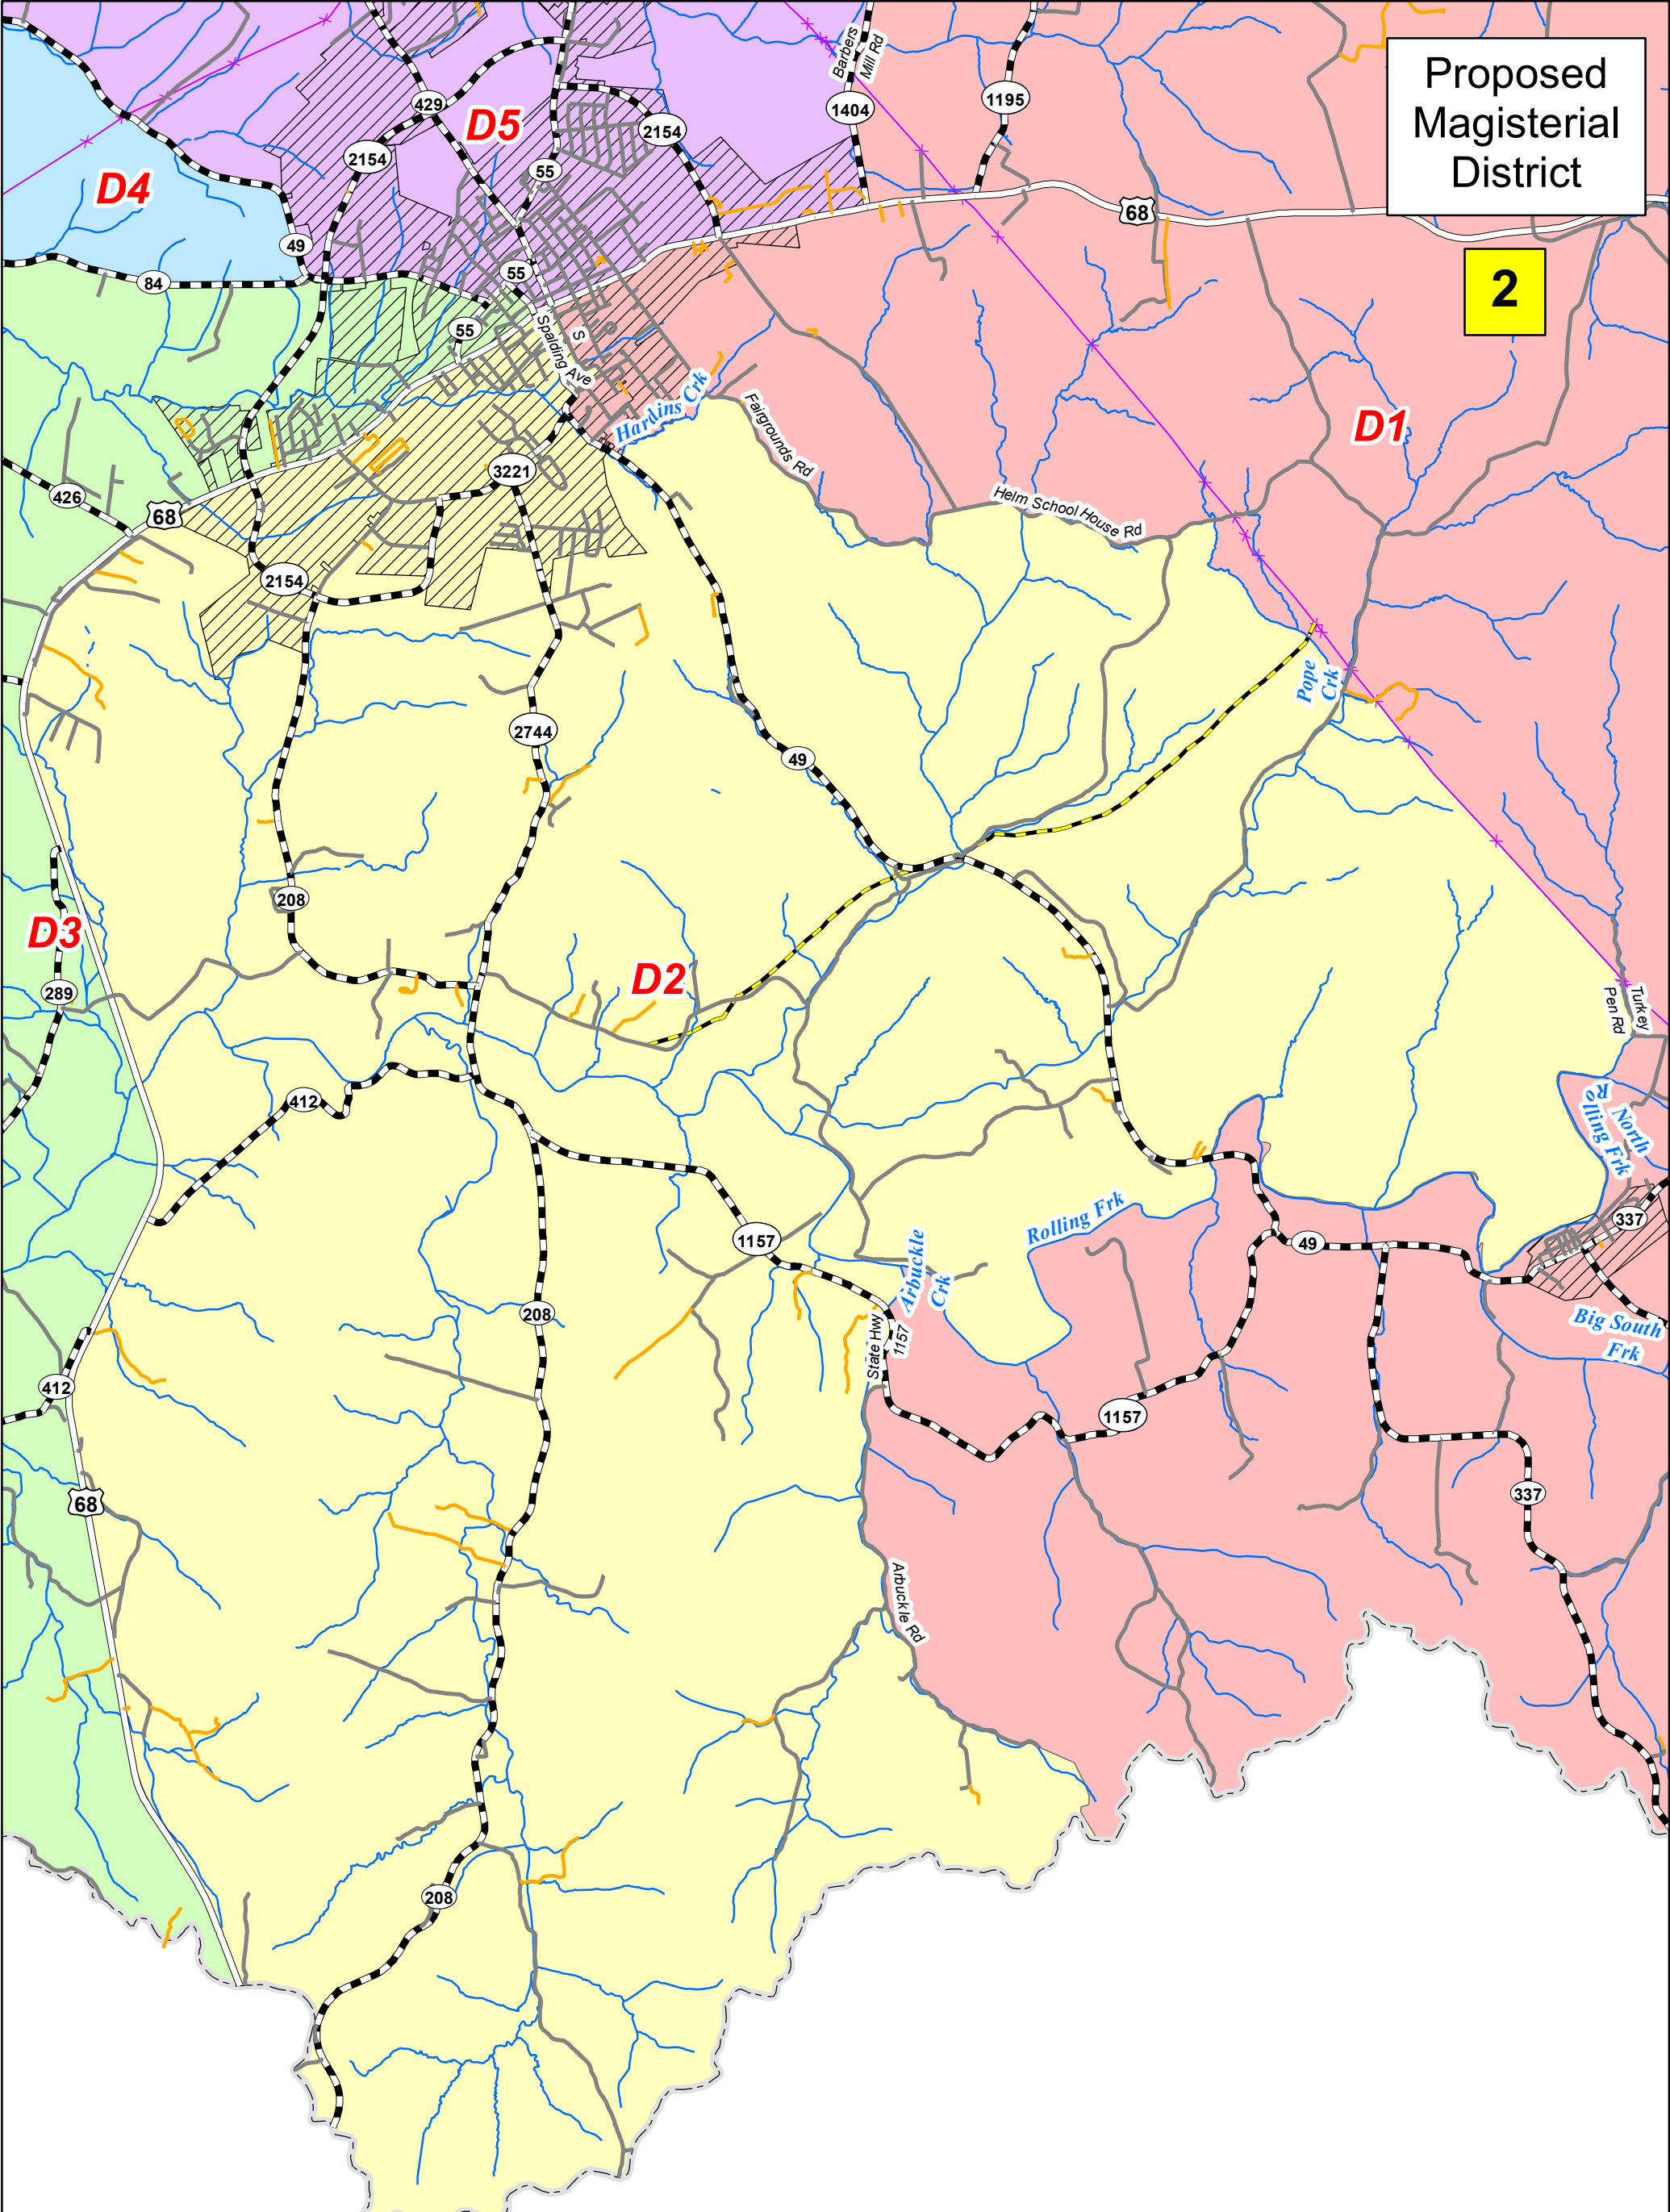 Proposed
Magisterial
District
2
Barbers
Mill Rd
429
D5
1404
1195
2154
2154
55
D4
68
49
55
84
55
Spalding Ave
S
Hardins Crk
D1
Fairgrounds Rd
3221
426
68
Helm School House Rd
2154
Pope
Crk
2744
49
208
D3
D2
289
Turkey
Pen Rd
412
North
Rolling Frk
R
337
Rolling Frk
1157
49
Arbuckle
Crk
208
State Hwy
1157
Big South
Frk
412
1157
68
337
Arbuckle Rd
208